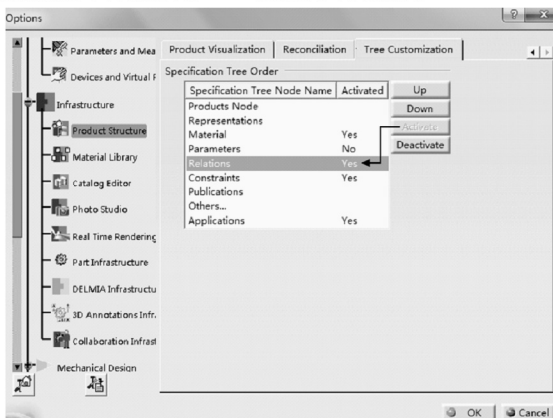 Options
Parameters and Mea
Devices and Virtual F
Infrastructure
Product Structure
Material Library
Catalog Editor
Photo Studio
Real Time Rendering
Part Infrastructure
DELMIA Infrastructu
3D Annotations Infr.
Collaboration Infrast
Mechanical Design
Product Visualization Reconciliation Tree Customization
Specification Tree Order
Specification Tree Node Name Activated
Products Node
Representations
Material Yes
Parameters No
Relations Yes
Constraints Yes
Publications
Others...
Applications Yes
Up
Down
Activate
Deactivate
OK Cancel